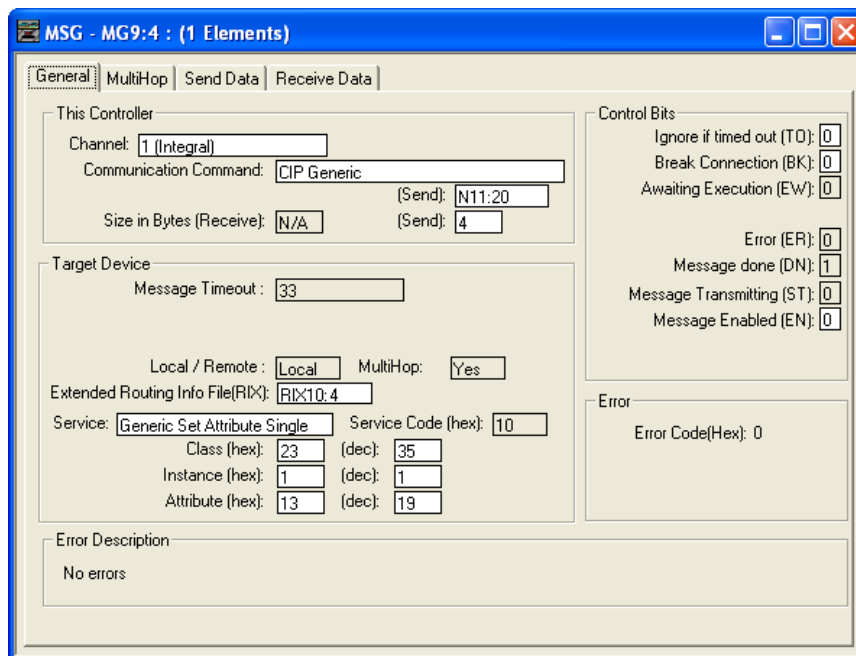 MSG - MG9:4 : (1 Elements)
General MultiHop Send Data Receive Data
This Controller
Channel: 1 (Integral)
Communication Command: CIP Generic
(Send): N11:20
Size in Bytes (Receive): N/A (Send): 4
Target Device
Message Timeout : 33
Local / Remote : Local MultiHop: Yes
Extended Routing Info File(RIX): RIX10:4
Service: Generic Set Attribute Single Service Code (hex): 10
Class (hex): 23 (dec): 35
Instance (hex): 1 (dec): 1
Attribute (hex): 13 (dec): 19
Control Bits
Ignore if timed out (TO): 0
Break Connection (BK): 0
Awaiting Execution (EW): 0
Error (ER): 0
Message done (DN): 1
Message Transmitting (ST): 0
Message Enabled (EN): 0
Error
Error Code(Hex): 0
Error Description
No errors